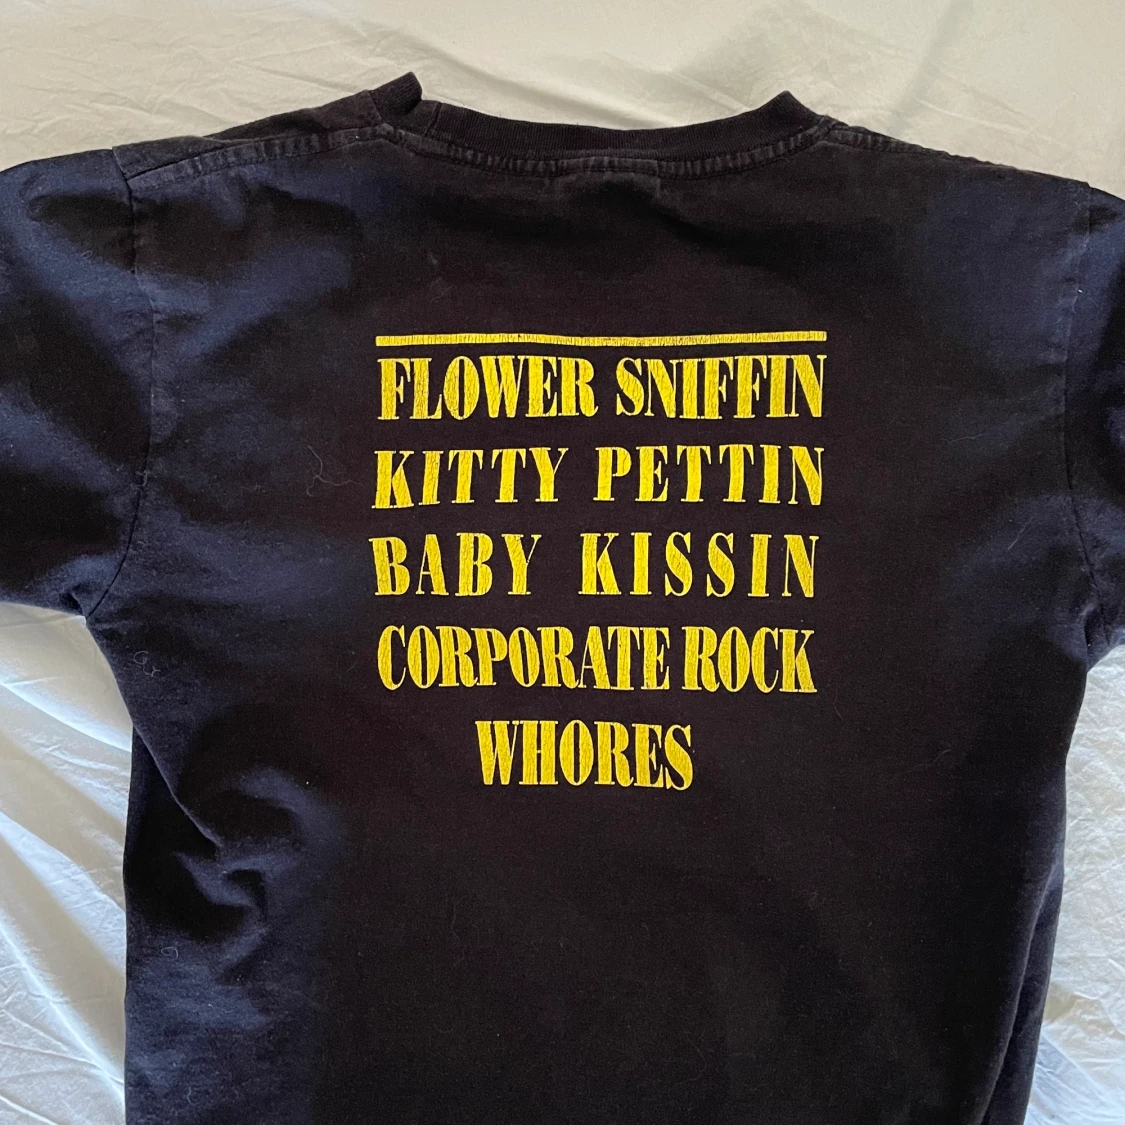 FLOWER SNIFFIN
KITTY PETTIN
BABY KISSIN
CORPORATE ROCK
WHORES